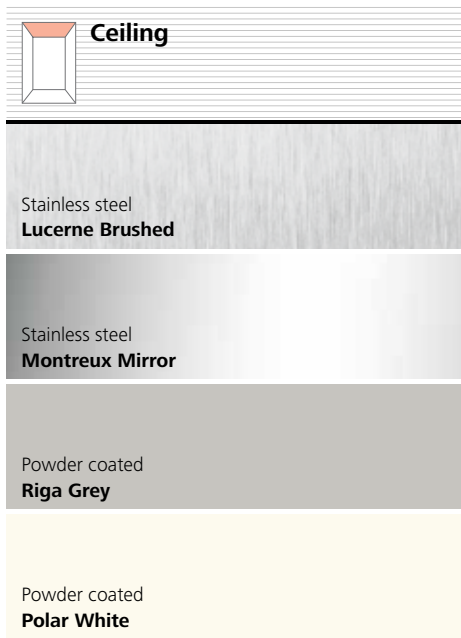 Ceiling
Stainless steel
Lucerne Brushed
Stainless steel
Montreux Mirror
Powder coated
Riga Grey
Powder coated
Polar White